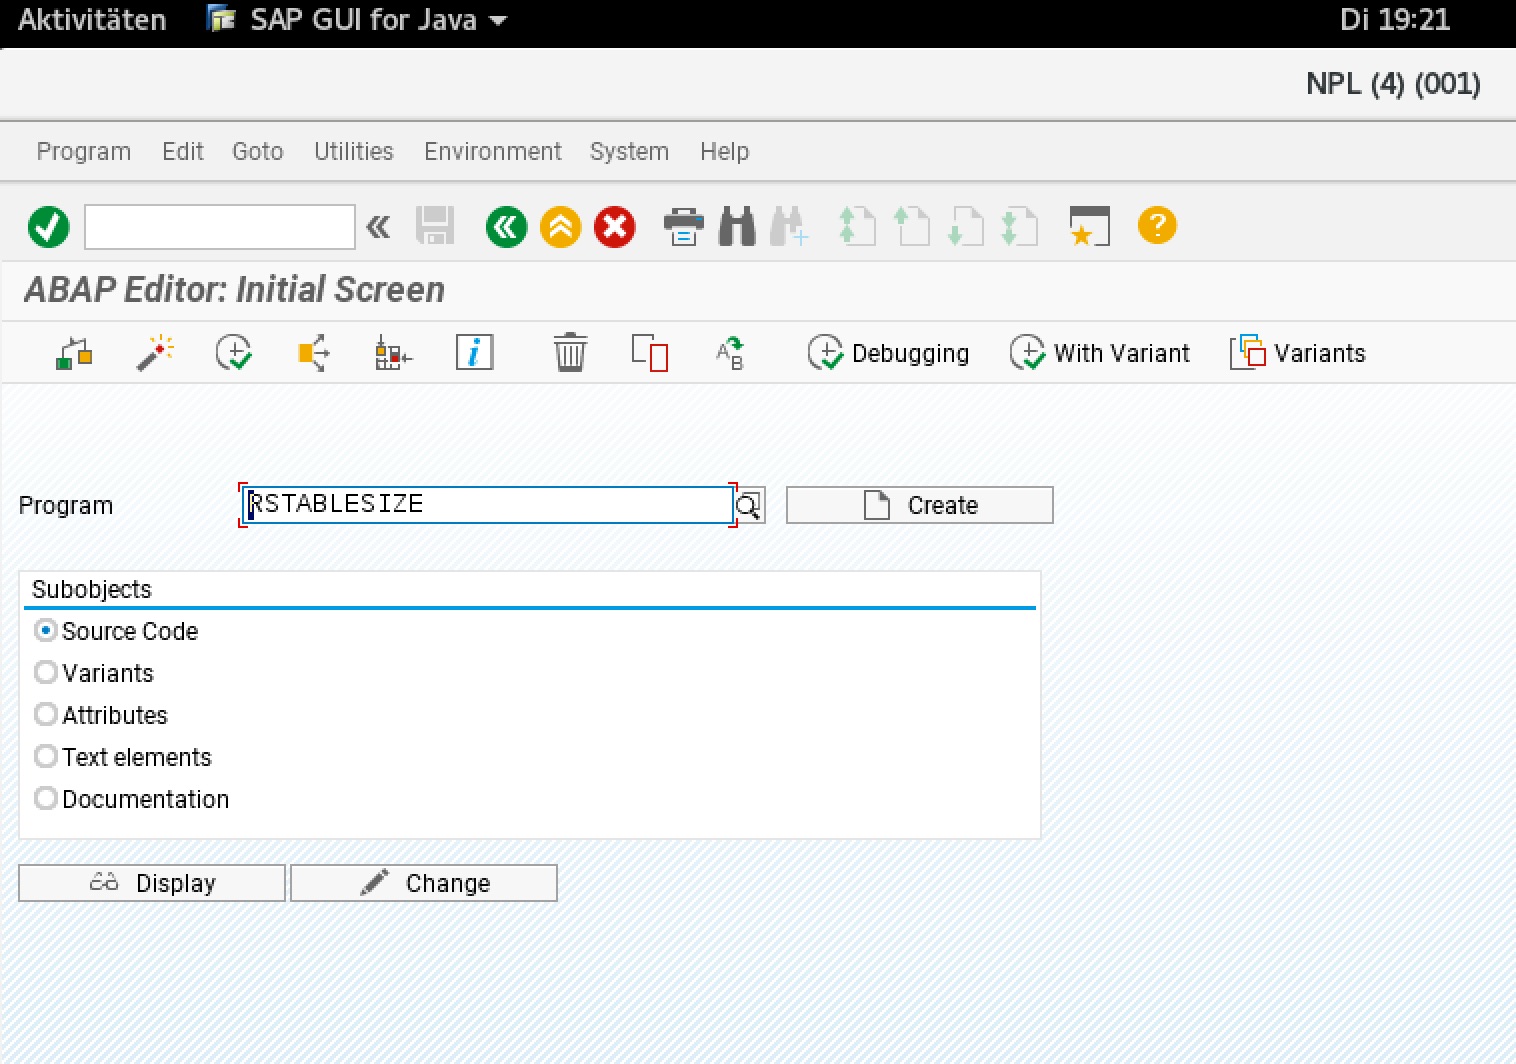 Aktivitäten SAP GUI for Java Di 19:21
NPL (4) (001)
Program Edit Goto Utilities Environment System Help
ABAP Editor: Initial Screen
Debugging With Variant Variants
Program RSTABLESIZE Create
Subobjects
Source Code
Variants
Attributes
Text elements
Documentation
Display Change